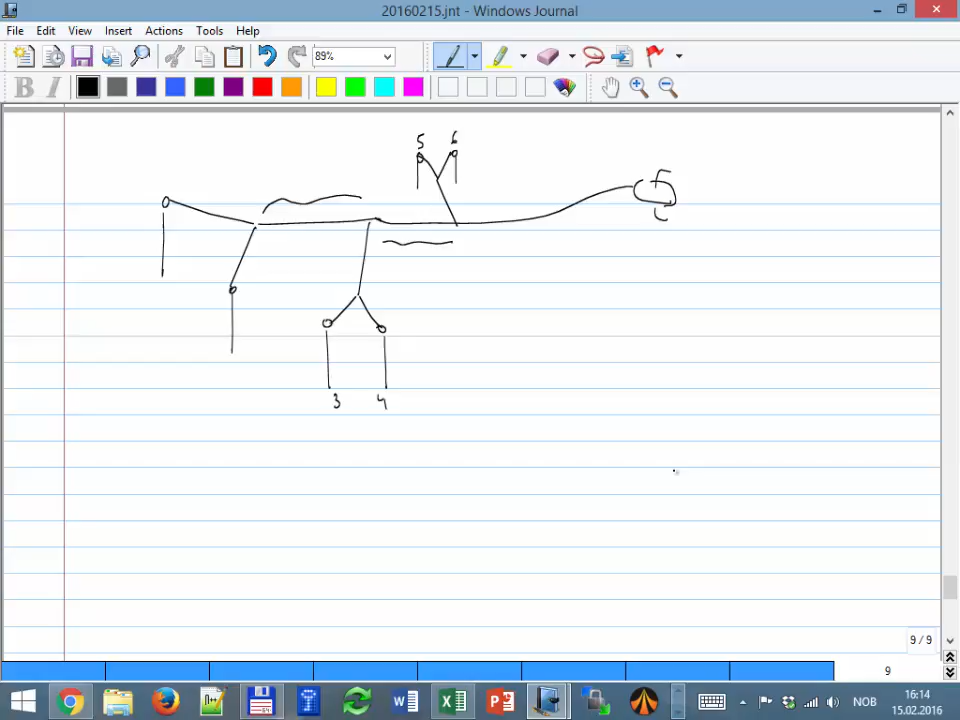 20160215.jnt - Windows Journal
File Edit View Insert Actions Tools Help
89%
B I
5 6
3 4
9 / 9
9
NOB
16:14
15.02.2016